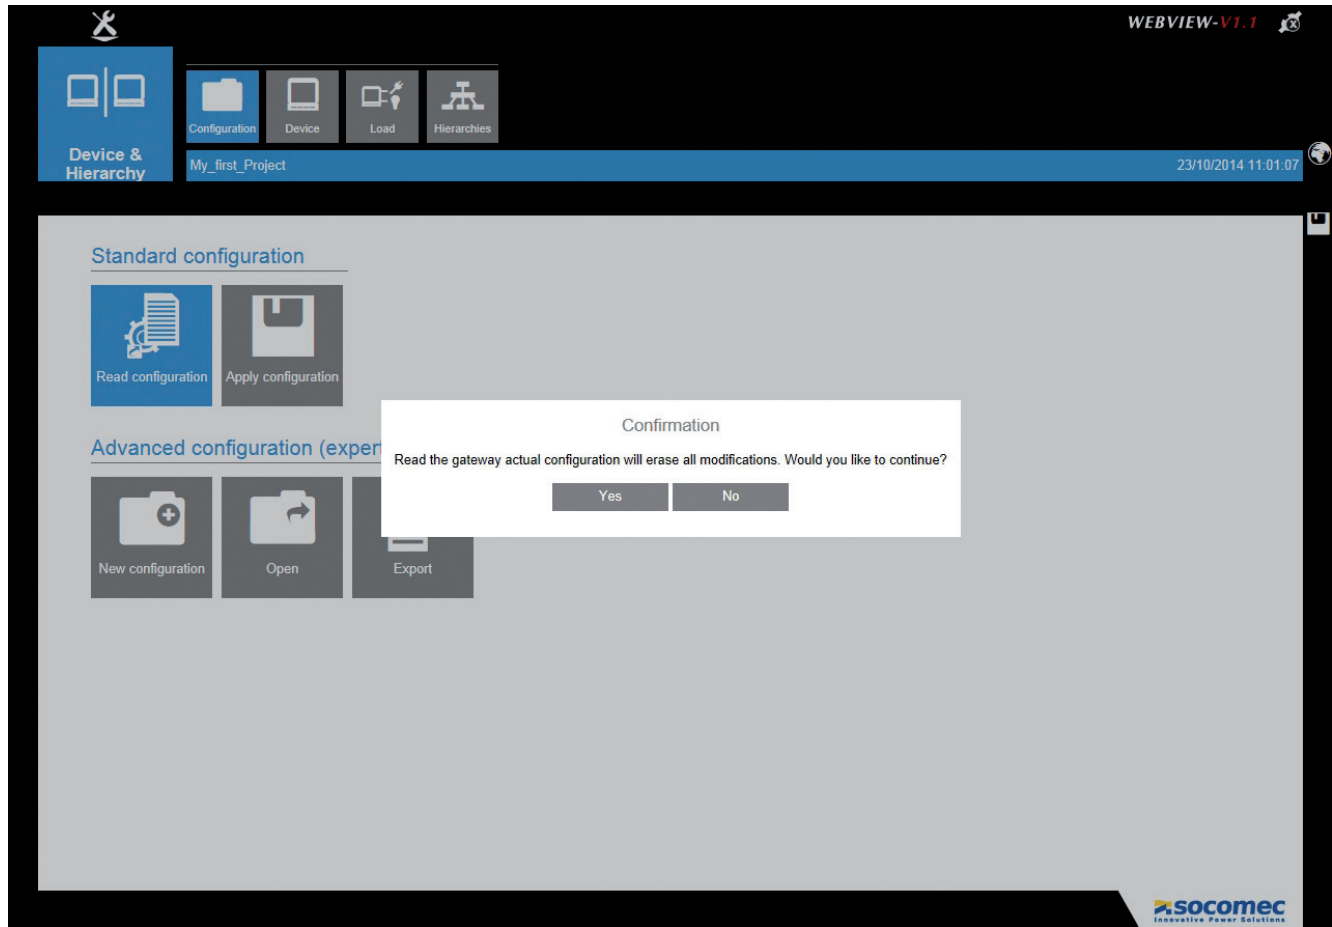 WEBVIEW-V1.1
Device &
Hierarchy
Configuration
Device
Load
Hierarchies
My_first_Project
23/10/2014 11:01:07
Standard configuration
Read configuration
Apply configuration
Advanced configuration (exper
Confirmation
Read the gateway actual configuration will erase all modifications. Would you like to continue?
Yes
No
New configuration
Open
Export
socomec
Innovative Power Solutions